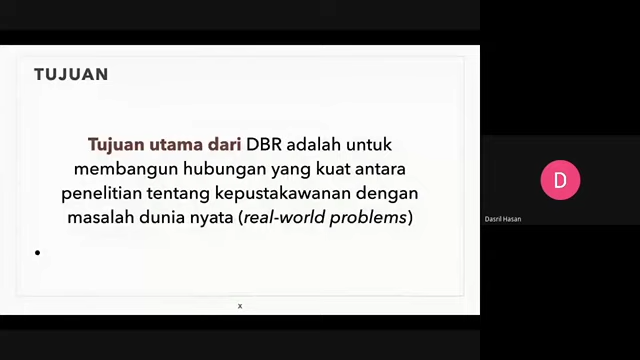 TUJUAN
Tujuan utama dari DBR adalah untuk
membangun hubungan yang kuat antara
penelitian tentang kepustakawanan dengan
masalah dunia nyata (real-world problems)
x
D
Dasril Hasan